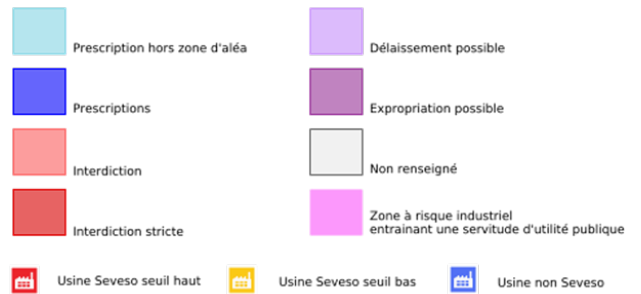 Prescription hors zone d'aléa
Délaissement possible
Prescriptions
Expropriation possible
Interdiction
Non renseigné
Interdiction stricte
Zone à risque industriel
entrainant une servitude d'utilité publique
Usine Seveso seuil haut
Usine Seveso seuil bas
Usine non Seveso